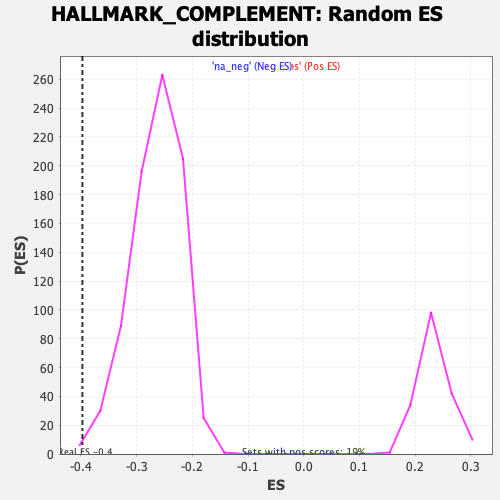 HALLMARK_COMPLEMENT: Random ES
distribution
'na_neg' (Neg ES) os' (Pos ES)
P(ES)
260
240
220
200
180
160
140
120
100
80
60
40
20
0
Real ES -0.4 Sets with pos scores: 19%
-0.4 -0.3 -0.2 -0.1 0.0 0.1 0.2 0.3
ES